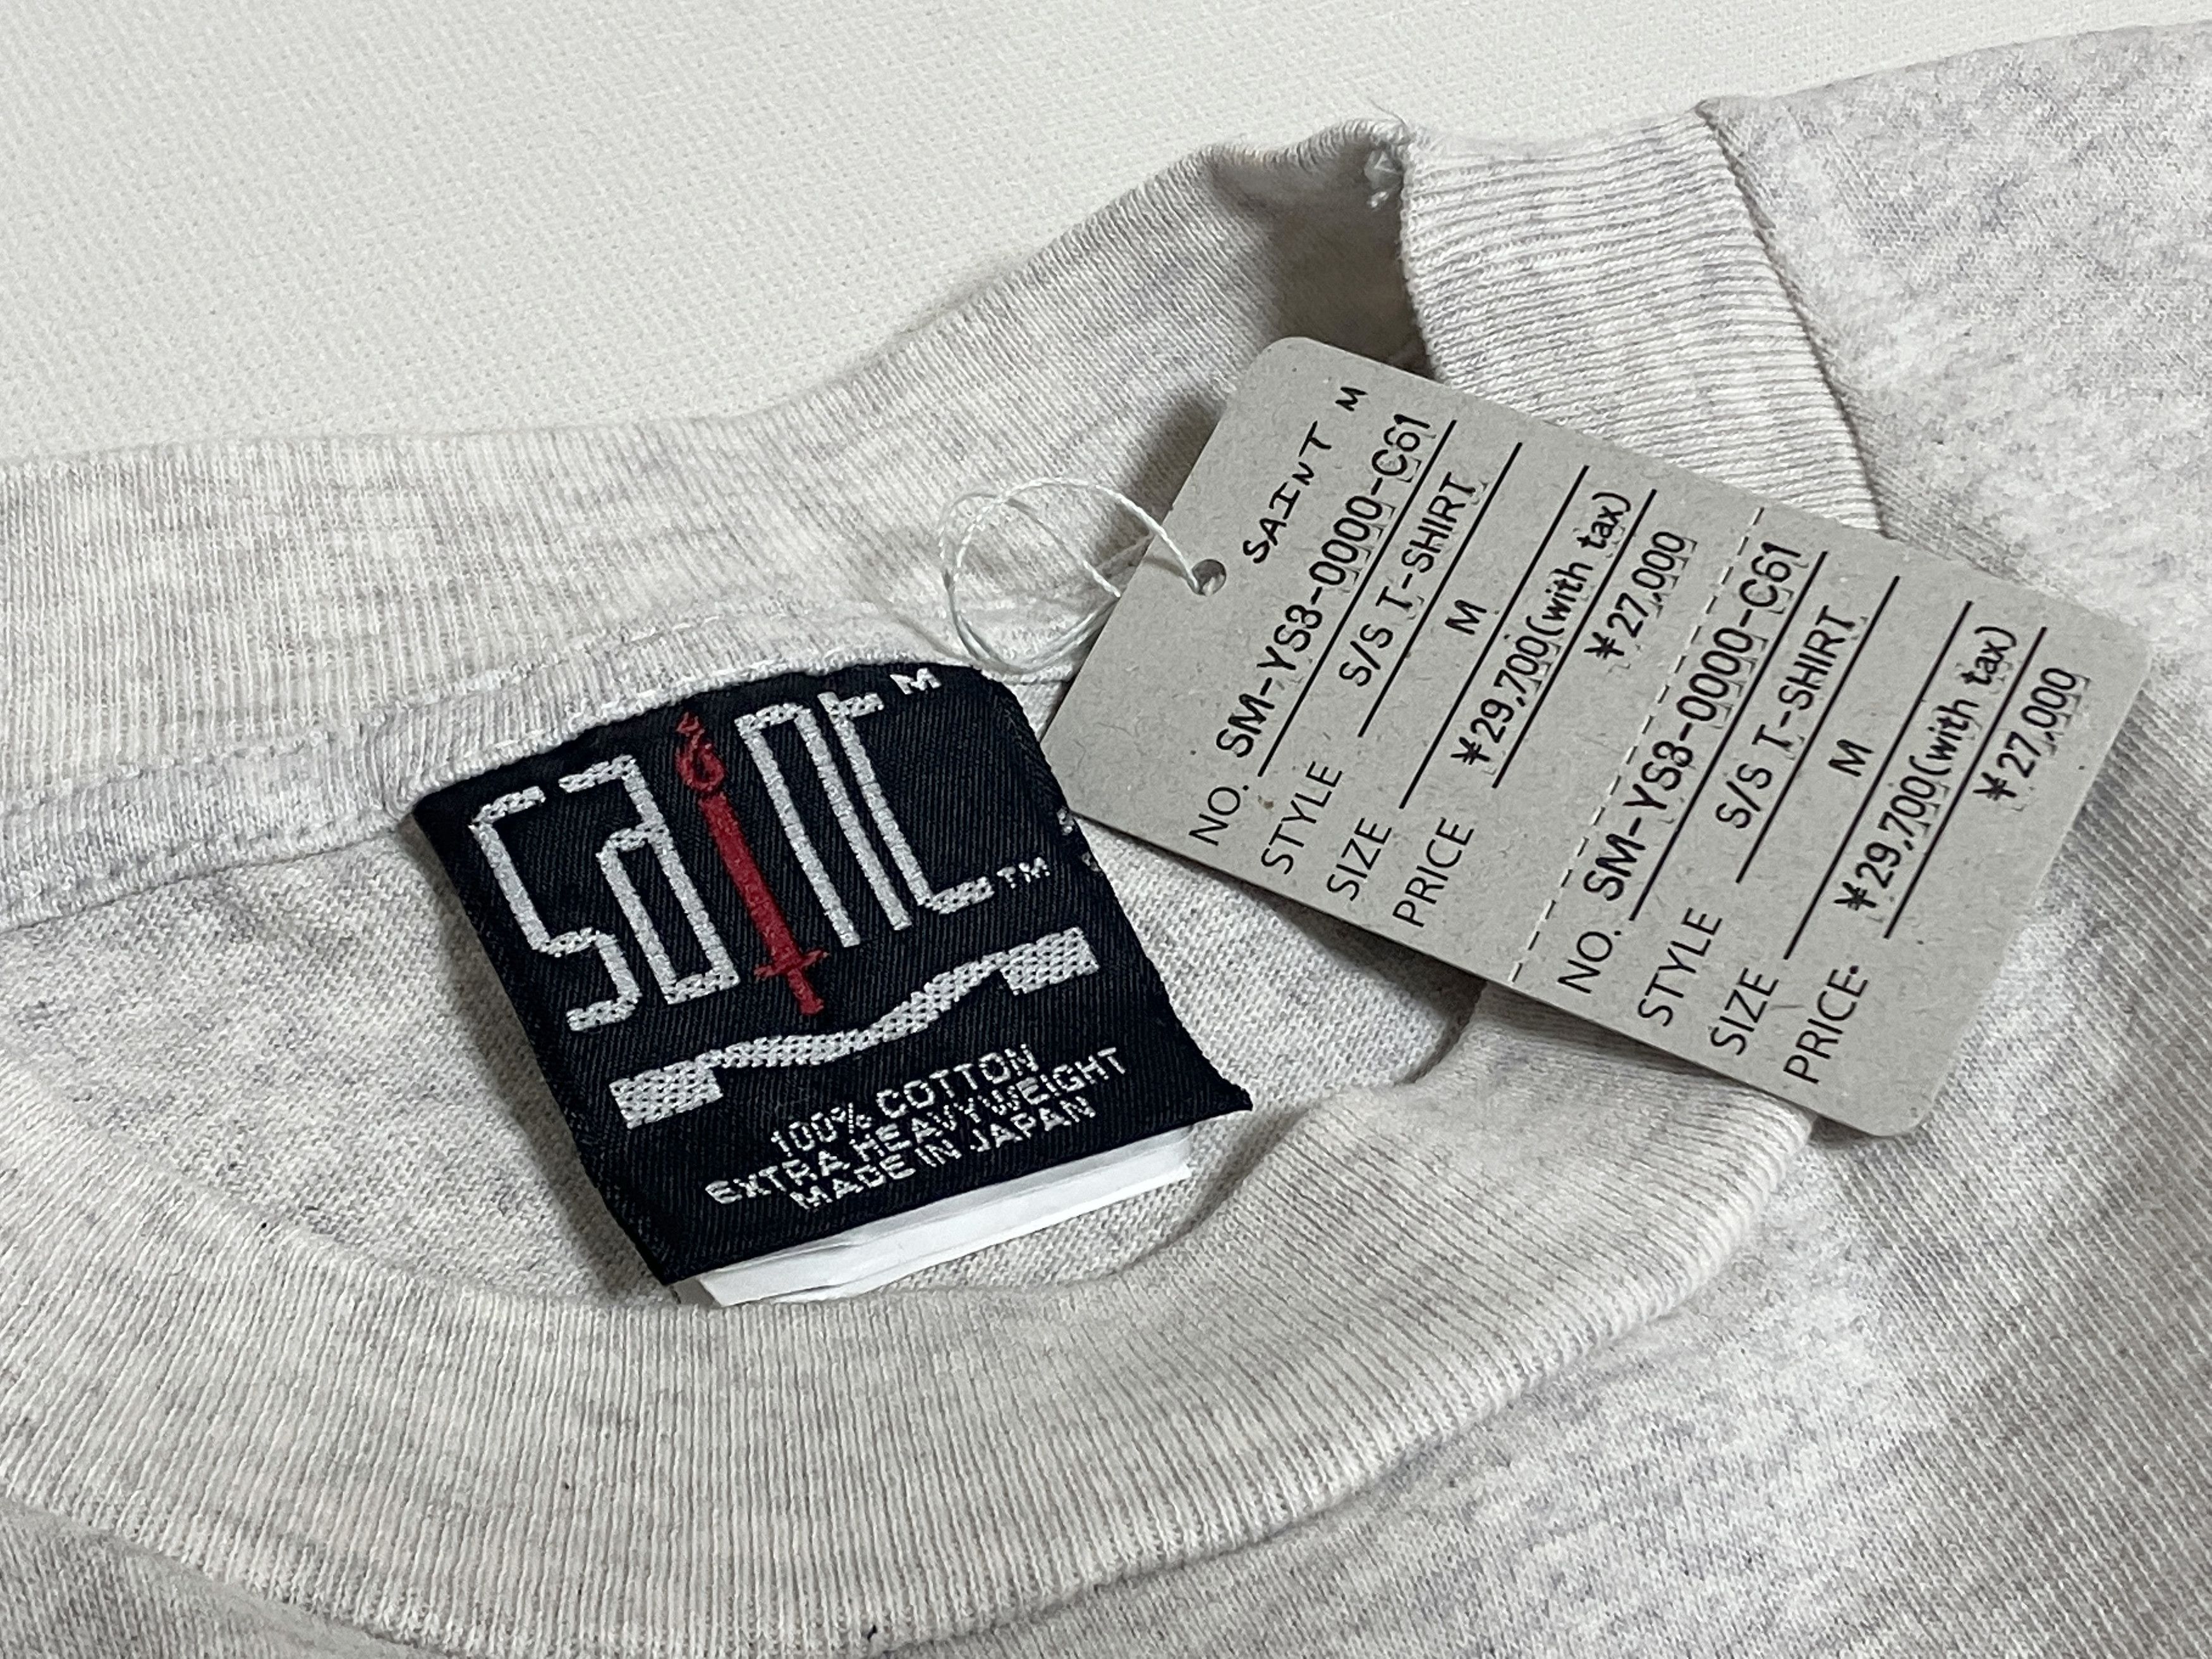 saint M
TM
100% COTTON
EXTRA HEAVYWEIGHT
MADE IN JAPAN
SAINT M
NO. SM-YS3-0000-C61
STYLE S/S T-SHIRT
SIZE M
PRICE ¥29,700(with tax)
¥27,000
NO. SM-YS3-0000-C61
STYLE S/S T-SHIRT
SIZE M
PRICE ¥29,700(with tax)
¥27,000